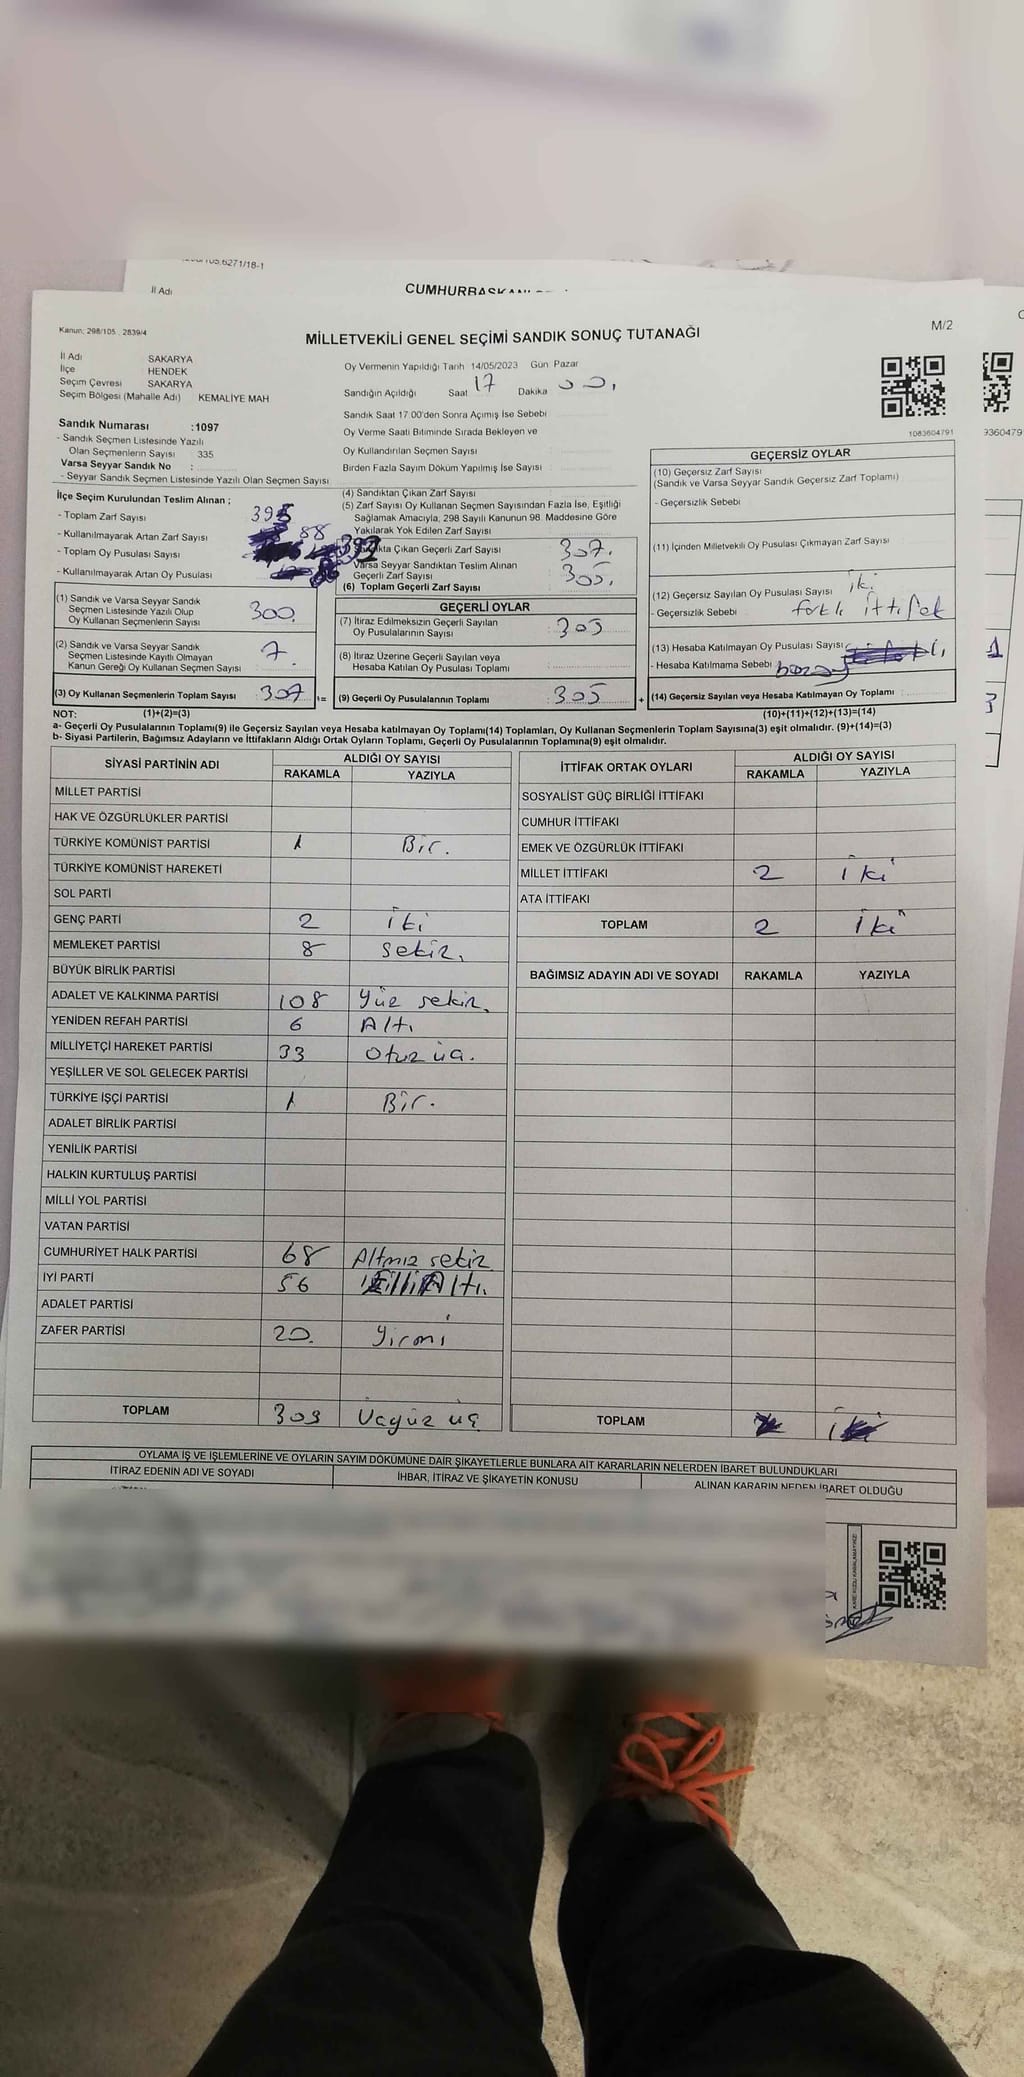 CUMHURBAŞKANI
İl Adı
Kanun: 298/105 . 2839/4
MİLLETVEKİLİ GENEL SEÇİMİ SANDIK SONUÇ TUTANAĞI
M/2
İl Adı SAKARYA
İlçe HENDEK
Seçim Çevresi SAKARYA
Seçim Bölgesi (Mahalle Adı) KEMALİYE MAH
Oy Vermenin Yapıldığı Tarih 14/05/2023 Gün Pazar
Sandığın Açıldığı Saat 17 Dakika 00.
Sandık Saat 17:00'den Sonra Açımış İse Sebebi
Oy Verme Saati Bitiminde Sırada Bekleyen ve
Oy Kullandırılan Seçmen Sayısı
Birden Fazla Sayım Döküm Yapılmış İse Sayısı
1083604791
9360479
Sandık Numarası :1097
- Sandık Seçmen Listesinde Yazılı
Olan Seçmenlerin Sayısı : 335
Varsa Seyyar Sandık No :
- Seyyar Sandık Seçmen Listesinde Yazılı Olan Seçmen Sayısı
İlçe Seçim Kurulundan Teslim Alınan ;
- Toplam Zarf Sayısı 395
- Kullanılmayarak Artan Zarf Sayısı 88
- Toplam Oy Pusulası Sayısı 392
- Kullanılmayarak Artan Oy Pusulası
(1) Sandık ve Varsa Seyyar Sandık
Seçmen Listesinde Yazılı Olup
Oy Kullanan Seçmenlerin Sayısı 300.
(2) Sandık ve Varsa Seyyar Sandık
Seçmen Listesinde Kayıtlı Olmayan
Kanun Gereği Oy Kullanan Seçmen Sayısı 7.
(3) Oy Kullanan Seçmenlerin Toplam Sayısı 307 =
(4) Sandıktan Çıkan Zarf Sayısı
(5) Zarf Sayısı Oy Kullanan Seçmen Sayısından Fazla İse, Eşitliği
Sağlamak Amacıyla, 298 Sayılı Kanunun 98. Maddesine Göre
Yakılarak Yok Edilen Zarf Sayısı
Çıkan Geçerli Zarf Sayısı 307.
Varsa Seyyar Sandıktan Teslim Alınan
Geçerli Zarf Sayısı 305.
(6) Toplam Geçerli Zarf Sayısı
GEÇERLİ OYLAR
(7) İtiraz Edilmeksizin Geçerli Sayılan
Oy Pusulalarının Sayısı : 305
(8) İtiraz Üzerine Geçerli Sayılan veya
Hesaba Katılan Oy Pusulası Toplamı
(9) Geçerli Oy Pusulalarının Toplamı : 305 +
GEÇERSİZ OYLAR
(10) Geçersiz Zarf Sayısı
(Sandık ve Varsa Seyyar Sandık Geçersiz Zarf Toplamı)
- Geçersizlik Sebebi
(11) İçinden Milletvekili Oy Pusulası Çıkmayan Zarf Sayısı
(12) Geçersiz Sayılan Oy Pusulası Sayısı iki.
- Geçersizlik Sebebi : farklı ittifak
(13) Hesaba Katılmayan Oy Pusulası Sayısı
- Hesaba Katılmama Sebebi
(14) Geçersiz Sayılan veya Hesaba Katılmayan Oy Toplamı
NOT: (1)+(2)=(3) (10)+(11)+(12)+(13)=(14)
a- Geçerli Oy Pusulalarının Toplamı(9) ile Geçersiz Sayılan veya Hesaba katılmayan Oy Toplamı(14) Toplamları, Oy Kullanan Seçmenlerin Toplam Sayısına(3) eşit olmalıdır. (9)+(14)=(3)
b- Siyasi Partilerin, Bağımsız Adayların ve İttifakların Aldığı Ortak Oyların Toplamı, Geçerli Oy Pusulalarının Toplamına(9) eşit olmalıdır.
SİYASİ PARTİNİN ADI ALDIĞI OY SAYISI
RAKAMLA YAZIYLA
MİLLET PARTİSİ
HAK VE ÖZGÜRLÜKLER PARTİSİ
TÜRKİYE KOMÜNİST PARTİSİ 1 Bir.
TÜRKİYE KOMÜNİST HAREKETİ
SOL PARTİ
GENÇ PARTİ 2 iki
MEMLEKET PARTİSİ 8 sekiz.
BÜYÜK BİRLİK PARTİSİ
ADALET VE KALKINMA PARTİSİ 108 yüz sekiz.
YENİDEN REFAH PARTİSİ 6 Altı
MİLLİYETÇİ HAREKET PARTİSİ 33 otuz üç.
YEŞİLLER VE SOL GELECEK PARTİSİ
TÜRKİYE İŞÇİ PARTİSİ 1 Bir.
ADALET BİRLİK PARTİSİ
YENİLİK PARTİSİ
HALKIN KURTULUŞ PARTİSİ
MİLLİ YOL PARTİSİ
VATAN PARTİSİ
CUMHURİYET HALK PARTİSİ 68 Altmız sekiz
İYİ PARTİ 56 Elli Altı.
ADALET PARTİSİ
ZAFER PARTİSİ 20. yirmi
TOPLAM 303 Üçyüz üç
İTTİFAK ORTAK OYLARI ALDIĞI OY SAYISI
RAKAMLA YAZIYLA
SOSYALİST GÜÇ BİRLİĞİ İTTİFAKI
CUMHUR İTTİFAKI
EMEK VE ÖZGÜRLÜK İTTİFAKI
MİLLET İTTİFAKI 2 iki
ATA İTTİFAKI
TOPLAM 2 iki
BAĞIMSIZ ADAYIN ADI VE SOYADI RAKAMLA YAZIYLA
TOPLAM
OYLAMA İŞ VE İŞLEMLERİNE VE OYLARIN SAYIM DÖKÜMÜNE DAİR ŞİKAYETLERLE BUNLARA AİT KARARLARIN NELERDEN İBARET BULUNDUKLARI
İTİRAZ EDENİN ADI VE SOYADI İHBAR, İTİRAZ VE ŞİKAYETİN KONUSU ALINAN KARARIN NEDEN İBARET OLDUĞU